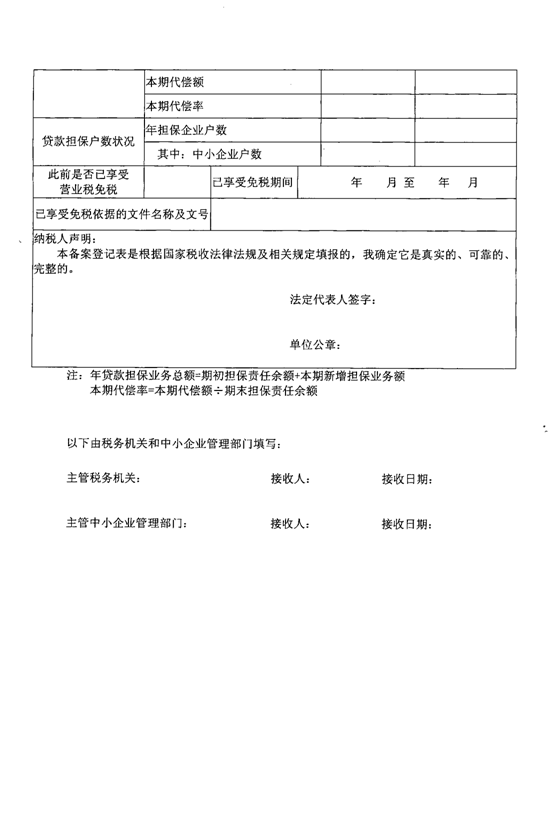 本期代偿额
本期代偿率
贷款担保户数状况
年担保企业户数
其中：中小企业户数
此前是否已享受
营业税免税
已享受免税期间
年 月 至 年 月
已享受免税依据的文件名称及文号
纳税人声明：
本备案登记表是根据国家税收法律法规及相关规定填报的，我确定它是真实的、可靠的、
完整的。
法定代表人签字：
单位公章：
注：年贷款担保业务总额=期初担保责任余额+本期新增担保业务额
本期代偿率=本期代偿额÷期末担保责任余额
以下由税务机关和中小企业管理部门填写：
主管税务机关： 接收人： 接收日期：
主管中小企业管理部门： 接收人： 接收日期：